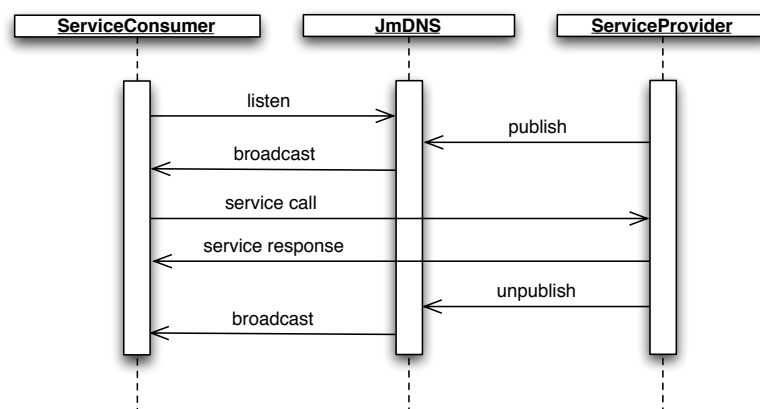 ServiceConsumer
JmDNS
ServiceProvider
listen
publish
broadcast
service call
service response
unpublish
broadcast